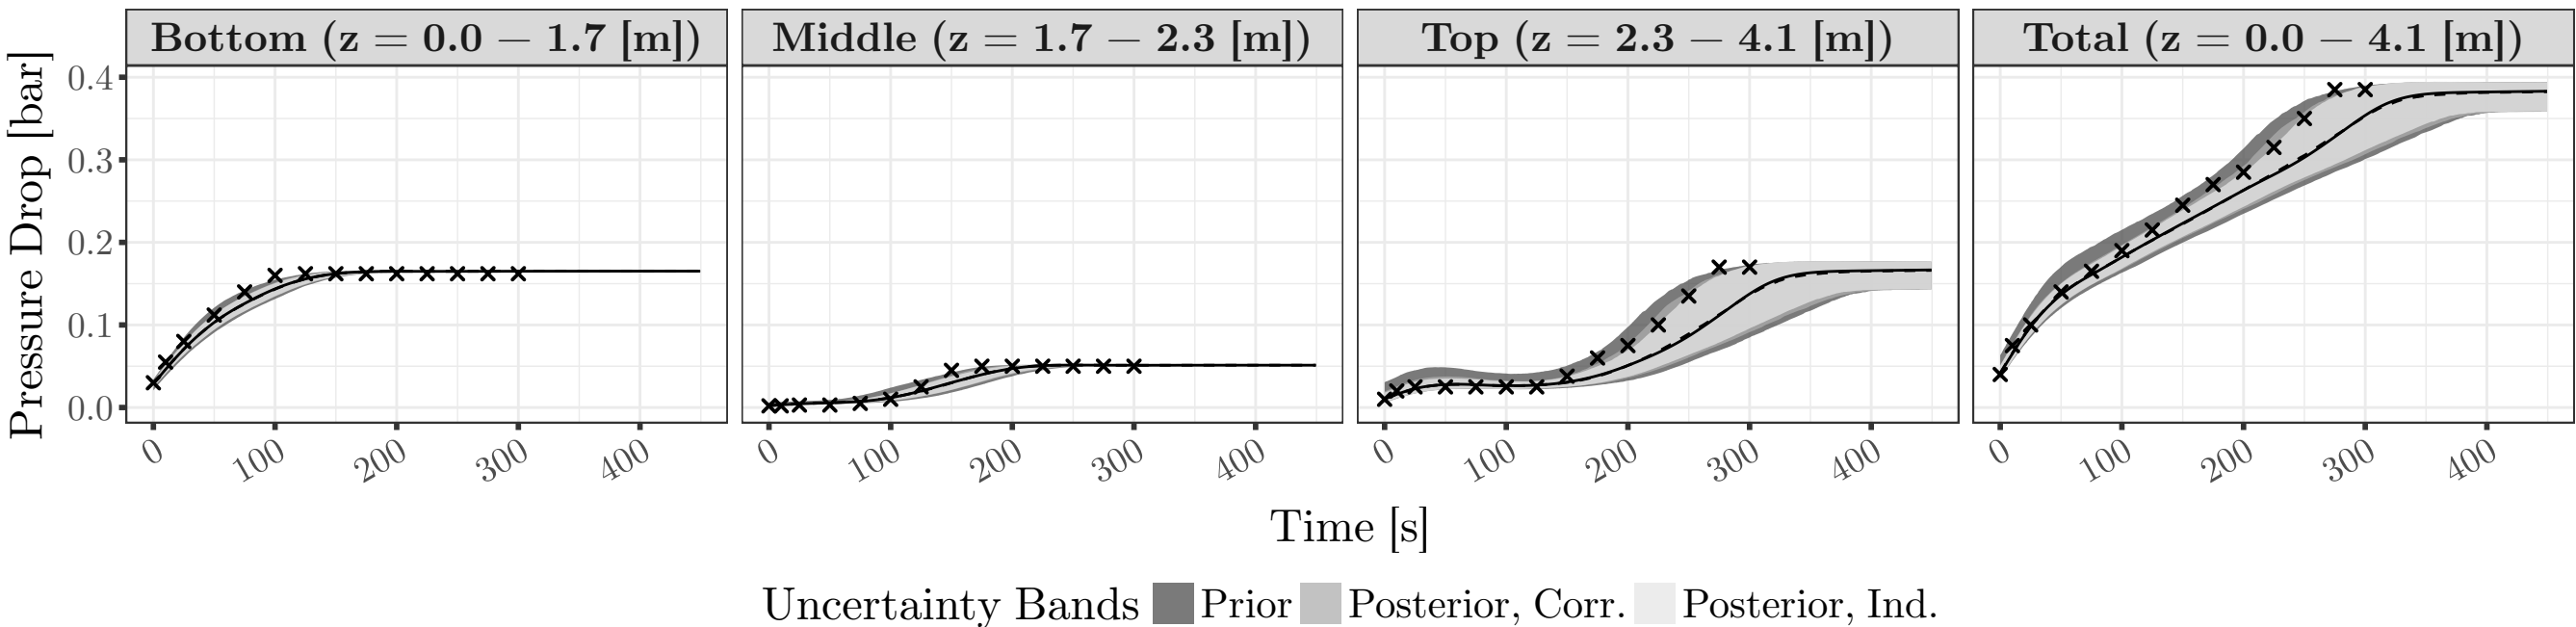 Bottom (z = 0.0 − 1.7 [m])
Middle (z = 1.7 − 2.3 [m])
Top (z = 2.3 − 4.1 [m])
Total (z = 0.0 − 4.1 [m])
Pressure Drop [bar]
0.4
0.3
0.2
0.1
0.0
0 100 200 300 400
0 100 200 300 400
0 100 200 300 400
0 100 200 300 400
Time [s]
Uncertainty Bands Prior Posterior, Corr. Posterior, Ind.